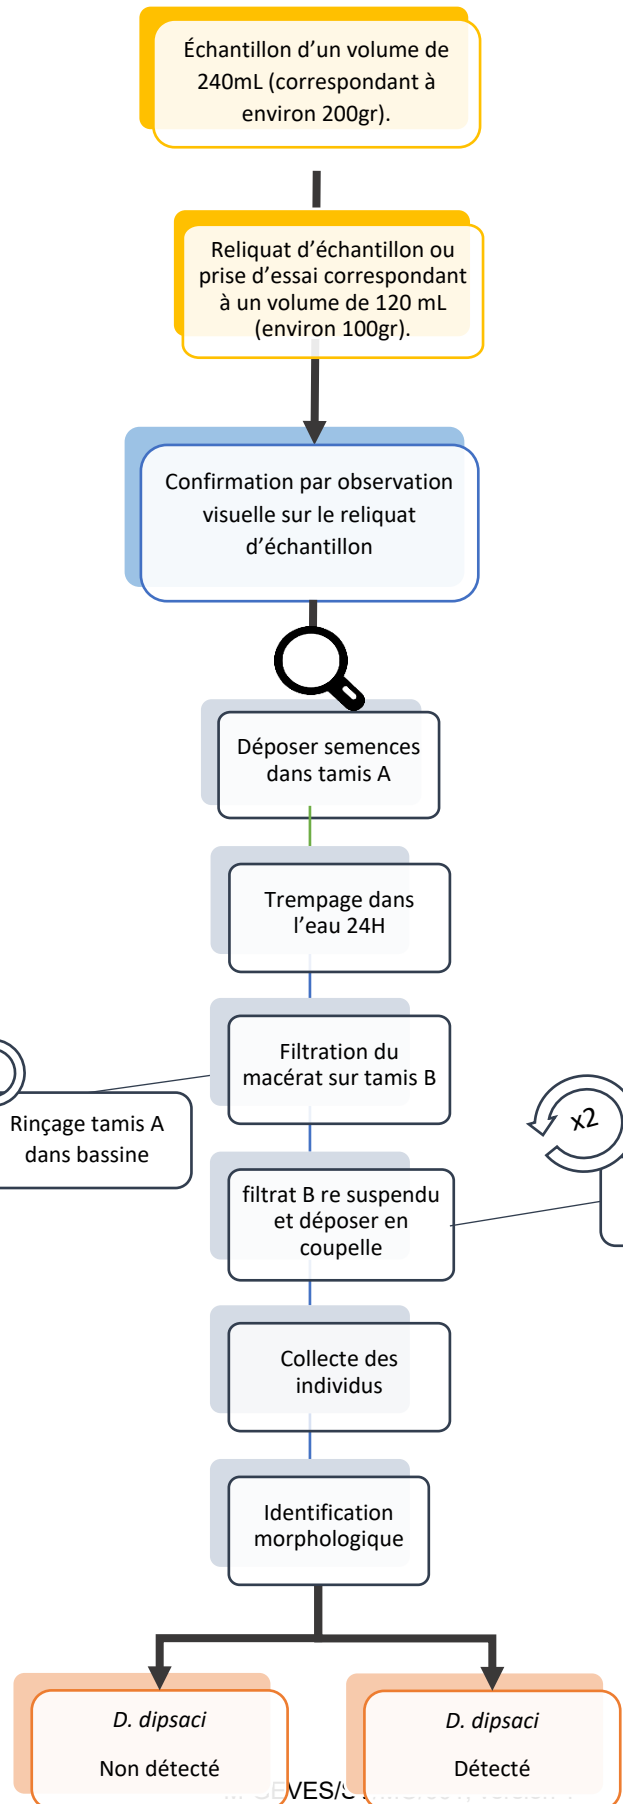 Échantillon d'un volume de
240mL (correspondant à
environ 200gr).
Reliquat d'échantillon ou
prise d'essai correspondant
à un volume de 120 mL
(environ 100gr).
Confirmation par observation
visuelle sur le reliquat
d'échantillon
Déposer semences
dans tamis A
Trempage dans
l'eau 24H
Filtration du
macérat sur tamis B
Rinçage tamis A
dans bassine
x2
filtrat B re suspendu
et déposer en
coupelle
Collecte des
individus
Identification
morphologique
D. dipsaci
Non détecté
D. dipsaci
Détecté